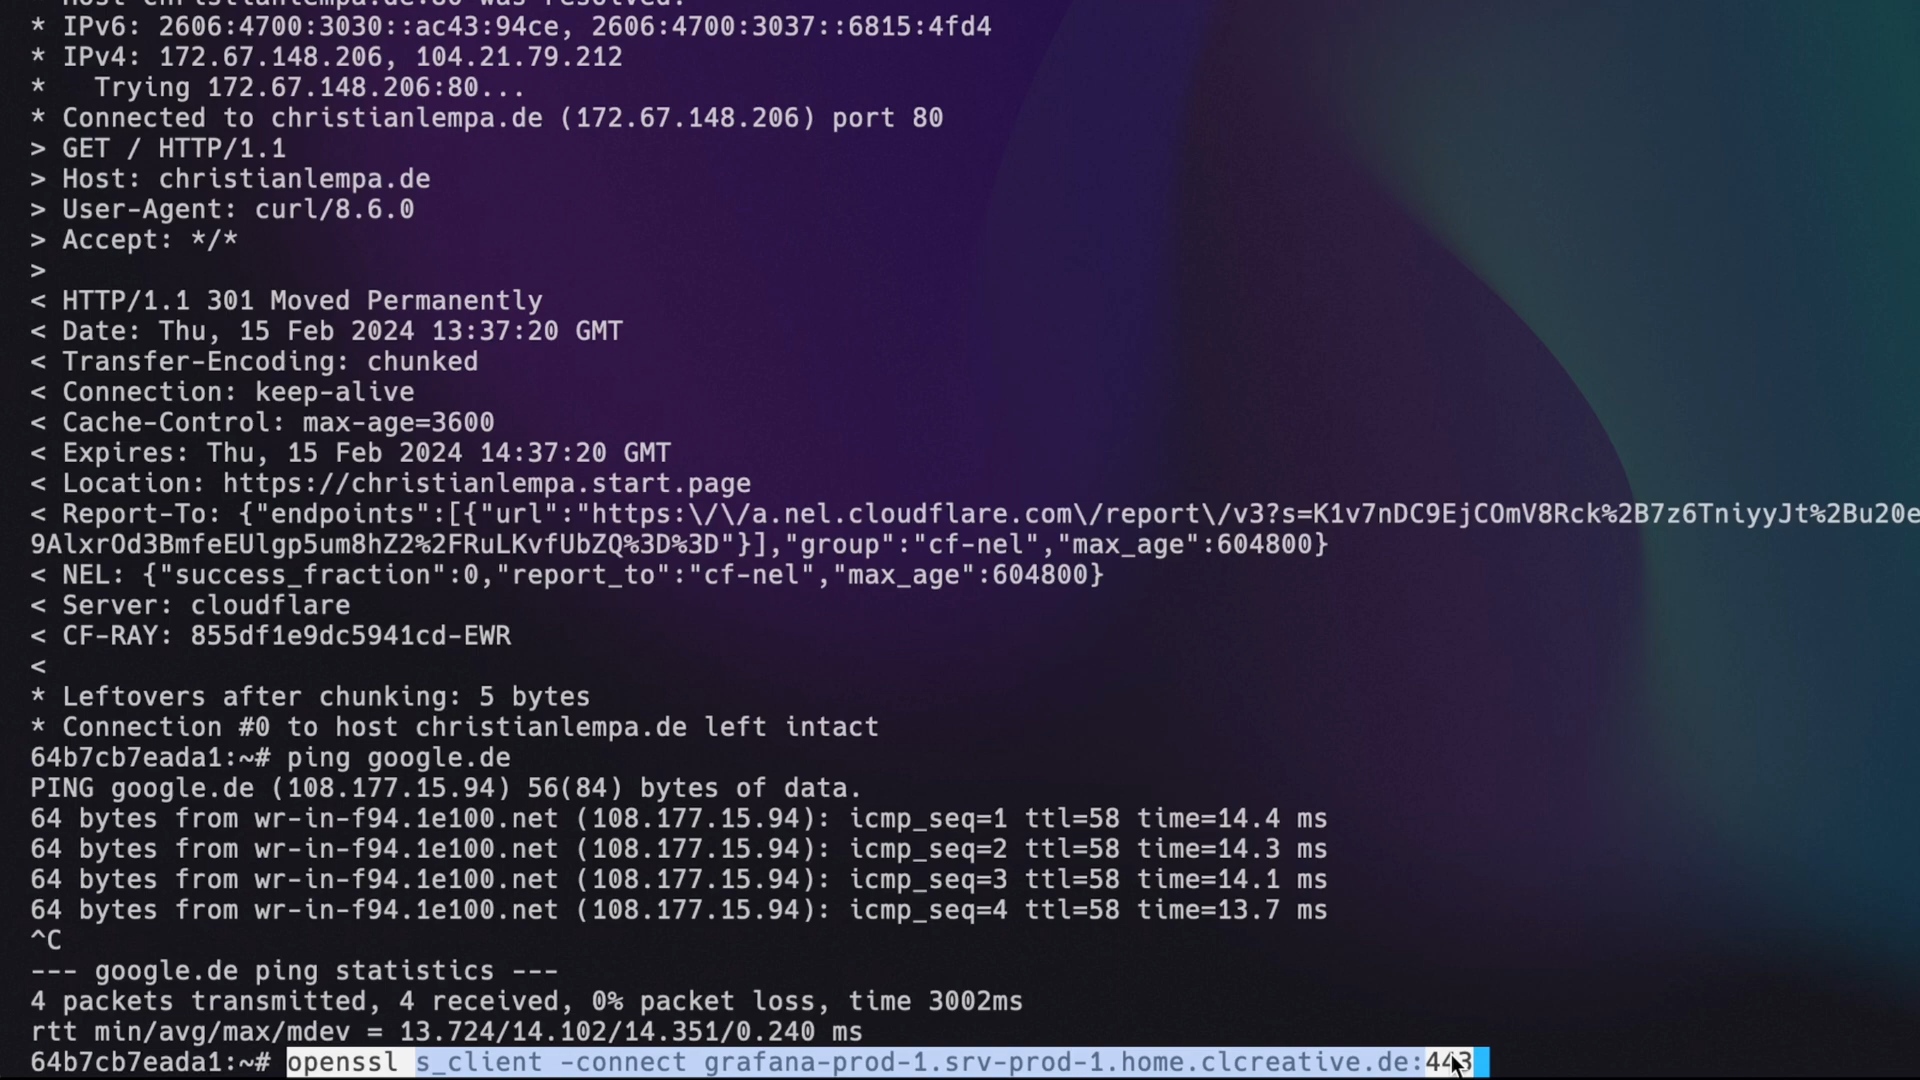 Host christianlempa.de:80 was resolved.
* IPv6: 2606:4700:3030::ac43:94ce, 2606:4700:3037::6815:4fd4
* IPv4: 172.67.148.206, 104.21.79.212
*   Trying 172.67.148.206:80...
* Connected to christianlempa.de (172.67.148.206) port 80
> GET / HTTP/1.1
> Host: christianlempa.de
> User-Agent: curl/8.6.0
> Accept: */*
>
< HTTP/1.1 301 Moved Permanently
< Date: Thu, 15 Feb 2024 13:37:20 GMT
< Transfer-Encoding: chunked
< Connection: keep-alive
< Cache-Control: max-age=3600
< Expires: Thu, 15 Feb 2024 14:37:20 GMT
< Location: https://christianlempa.start.page
< Report-To: {"endpoints":[{"url":"https:\/\/a.nel.cloudflare.com\/report\/v3?s=K1v7nDC9EjCOmV8Rck%2B7z6TniyyJt%2Bu20e
9AlxrOd3BmfeEUlgp5um8hZ2%2FRuLKvfUbZQ%3D%3D"}],"group":"cf-nel","max_age":604800}
< NEL: {"success_fraction":0,"report_to":"cf-nel","max_age":604800}
< Server: cloudflare
< CF-RAY: 855df1e9dc5941cd-EWR
<
* Leftovers after chunking: 5 bytes
* Connection #0 to host christianlempa.de left intact
64b7cb7eada1:~# ping google.de
PING google.de (108.177.15.94) 56(84) bytes of data.
64 bytes from wr-in-f94.1e100.net (108.177.15.94): icmp_seq=1 ttl=58 time=14.4 ms
64 bytes from wr-in-f94.1e100.net (108.177.15.94): icmp_seq=2 ttl=58 time=14.3 ms
64 bytes from wr-in-f94.1e100.net (108.177.15.94): icmp_seq=3 ttl=58 time=14.1 ms
64 bytes from wr-in-f94.1e100.net (108.177.15.94): icmp_seq=4 ttl=58 time=13.7 ms
^C
--- google.de ping statistics ---
4 packets transmitted, 4 received, 0% packet loss, time 3002ms
rtt min/avg/max/mdev = 13.724/14.102/14.351/0.240 ms
64b7cb7eada1:~# openssl s_client -connect grafana-prod-1.srv-prod-1.home.clcreative.de:443